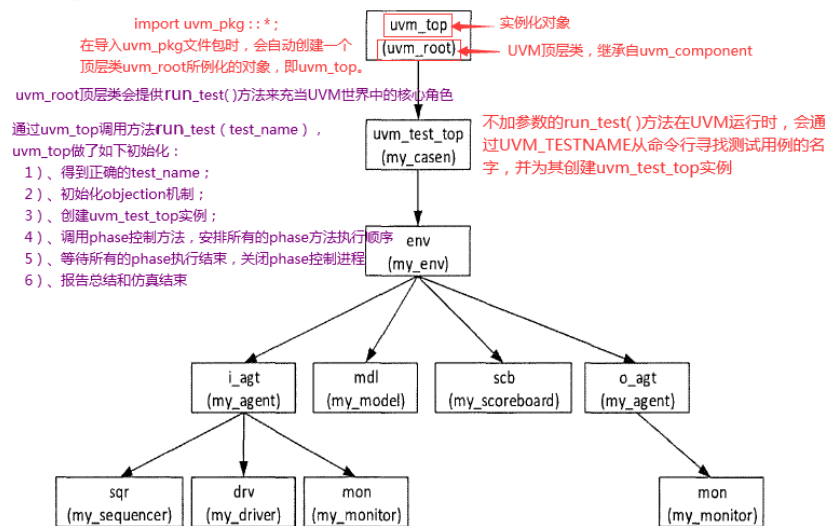 import uvm_pkg : : * ;
在导入uvm_pkg文件包时，会自动创建一个
顶层类uvm_root所例化的对象，即uvm_top。
uvm_top
(uvm_root)
实例化对象
UVM顶层类，继承自uvm_component
uvm_root顶层类会提供run_test( )方法来充当UVM世界中的核心角色
通过uvm_top调用方法run_test（test_name），
uvm_top做了如下初始化：
1）、得到正确的test_name；
2）、初始化objection机制；
3）、创建uvm_test_top实例；
4）、调用phase控制方法，安排所有的phase方法执行顺序
5）、等待所有的phase执行结束，关闭phase控制进程
6）、报告总结和仿真结束
uvm_test_top
(my_casen)
不加参数的run_test( )方法在UVM运行时，会通
过UVM_TESTNAME从命令行寻找测试用例的名
字，并为其创建uvm_test_top实例
env
(my_env)
i_agt
(my_agent)
mdl
(my_model)
scb
(my_scoreboard)
o_agt
(my_agent)
sqr
(my_sequencer)
drv
(my_driver)
mon
(my_monitor)
mon
(my_monitor)